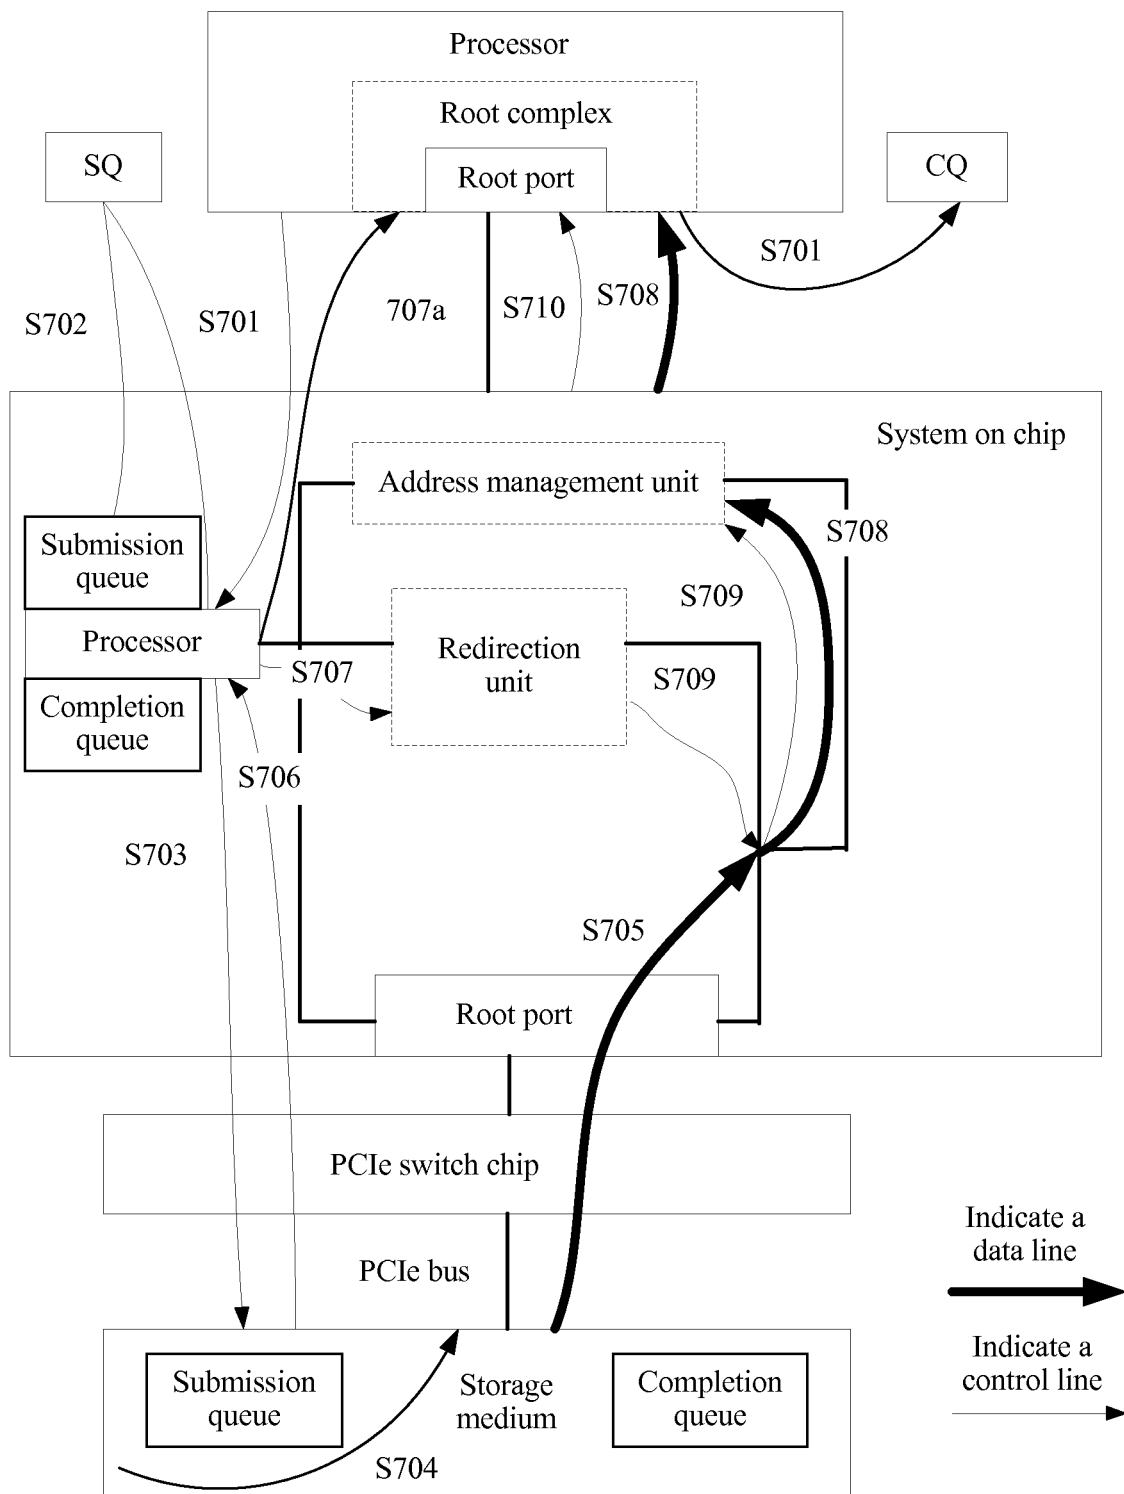 Processor
Root complex
SQ
Root port
CQ
S701
707a
S710
S708
S702
S701
System on chip
Address management unit
S708
Submission
queue
S709
Processor
Redirection
unit
S707
S709
Completion
queue
S706
S703
S705
Root port
PCIe switch chip
Indicate a
data line
PCIe bus
Indicate a
control line
Submission
queue
Storage
medium
Completion
queue
S704